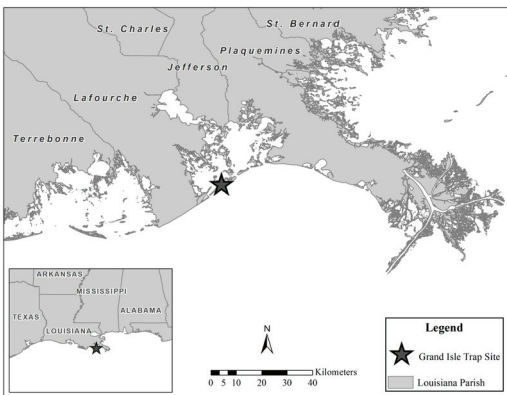 St. Charles
St. Bernard
Plaquemines
Jefferson
Lafourche
Terrebonne
ARKANSAS
MISSISSIPPI
ALABAMA
TEXAS
LOUISIANA
N
Kilometers
0 5 10 20 30 40
Legend
Grand Isle Trap Site
Louisiana Parish